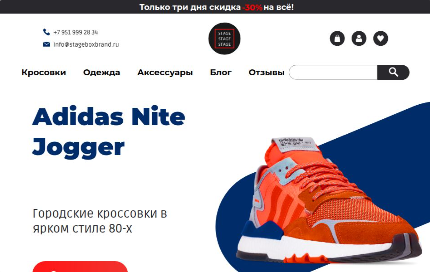 Только три дня скидка -30% на всё!
+7 951 999 28 34
info@stageboxbrand.ru
STAGE
STAGE
STAGE
Кросовки Одежда Аксессуары Блог Отзывы
Adidas Nite
Jogger
Городские кроссовки в
ярком стиле 80-х